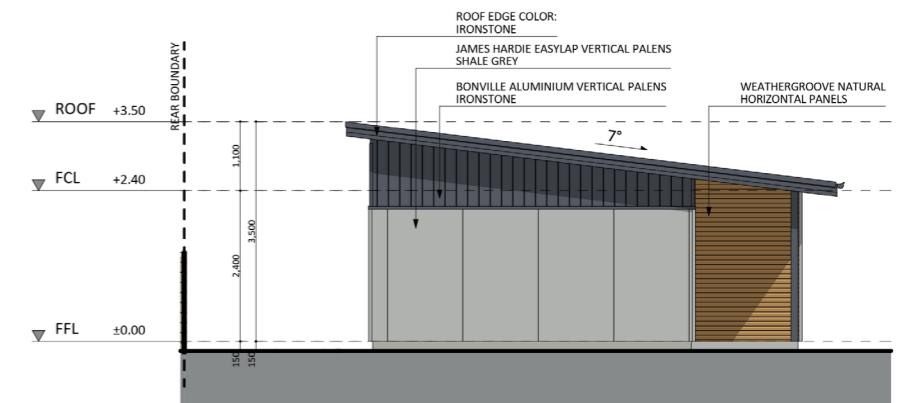 ROOF EDGE COLOR:
IRONSTONE
JAMES HARDIE EASYLAP VERTICAL PALENS
SHALE GREY
BONVILLE ALUMINIUM VERTICAL PALENS
IRONSTONE
WEATHERGROOVE NATURAL
HORIZONTAL PANELS
REAR BOUNDARY
ROOF +3.50
7°
1,100
FCL +2.40
3,500
2,400
FFL ±0.00
150
150